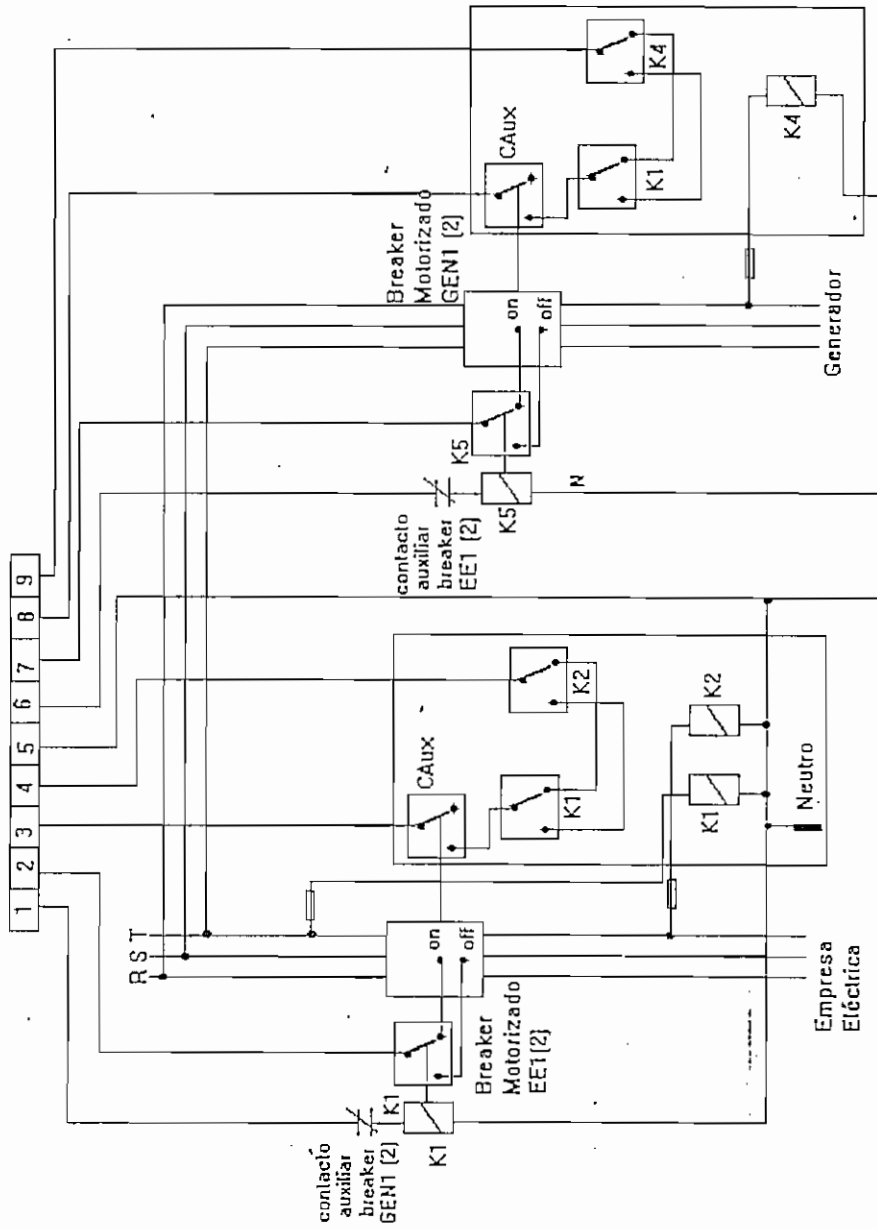 1 2 3 4 5 6 7 8 9
R S T
contacto
auxiliar
breaker
GEN1 (2)
K1
K1
on
off
Breaker
Motorizado
EE1(2)
CAux
K1
K2
K1
K2
Neutro
Empresa
Eléctrica
contacto
auxiliar
breaker
EE1 (2)
K5
K5
N
Breaker
Motorizado
GEN1 (2)
on
off
CAux
K1
K4
K4
Generador